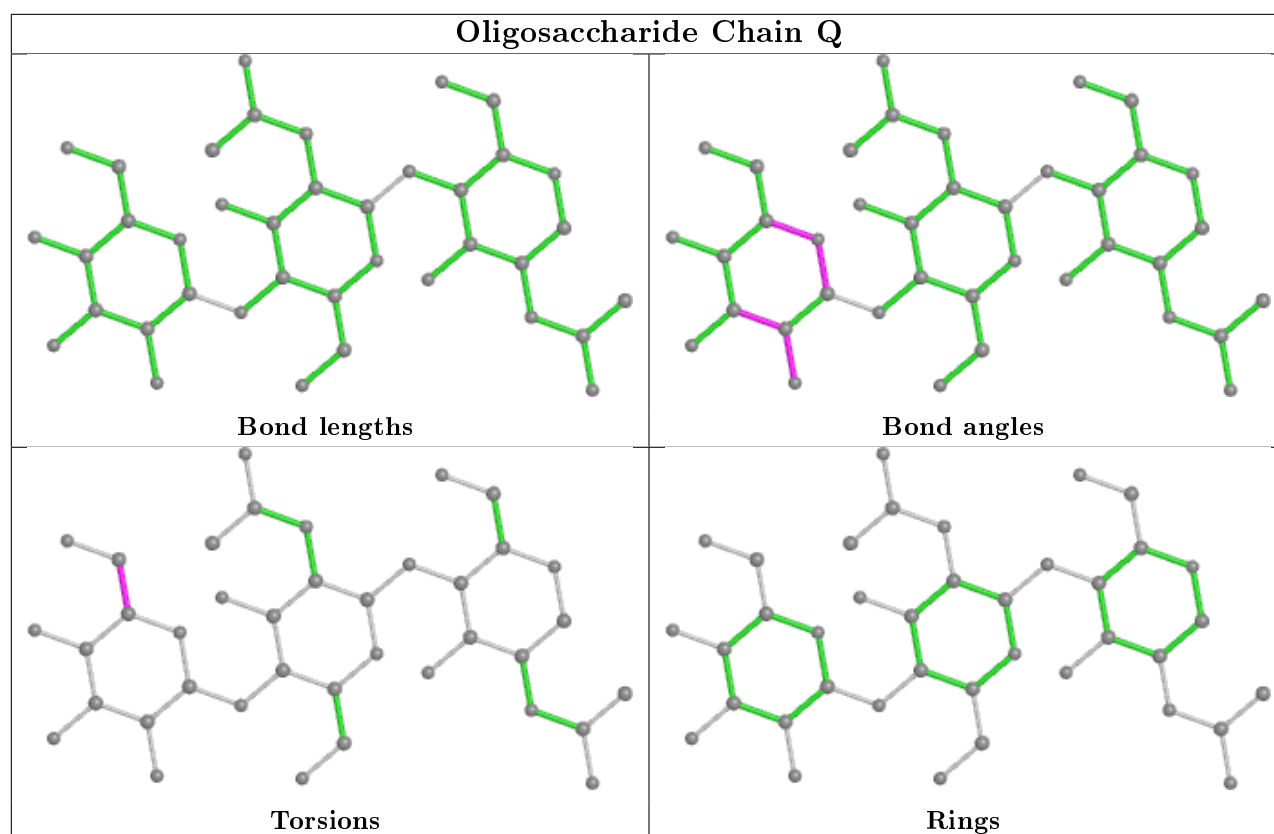 Oligosaccharide Chain Q
Bond lengths
Bond angles
Torsions
Rings